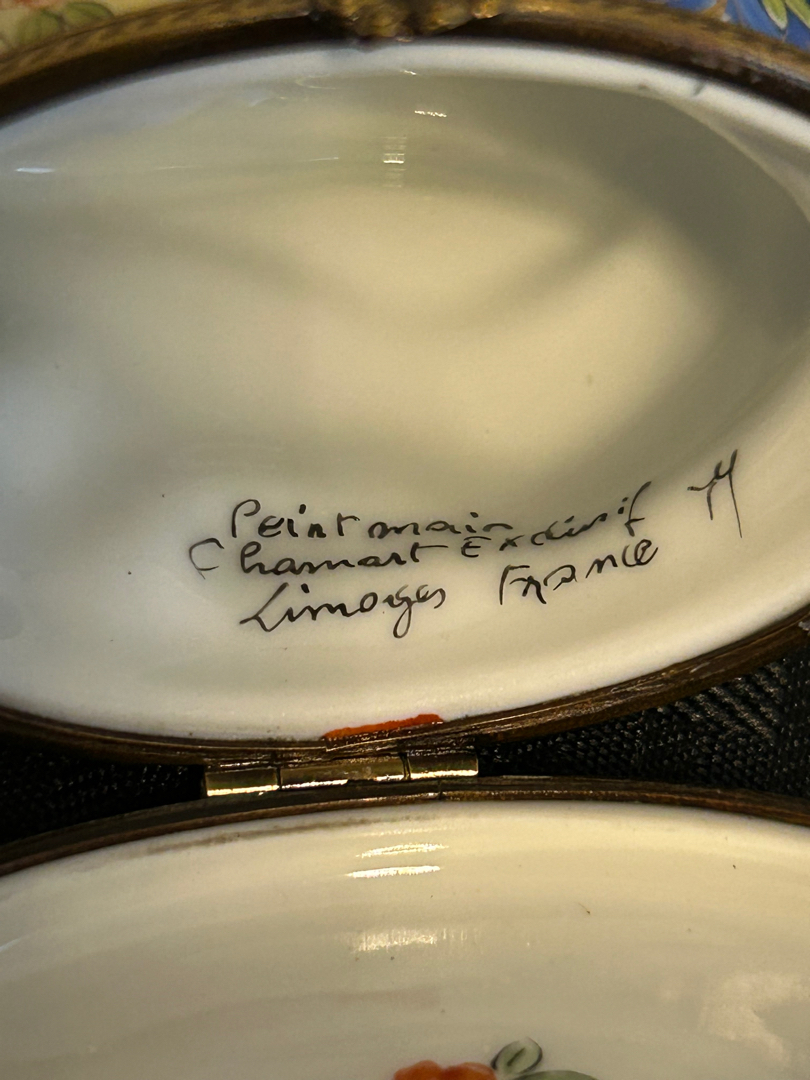 Peint main
Chamart Exclusif
Limoges France